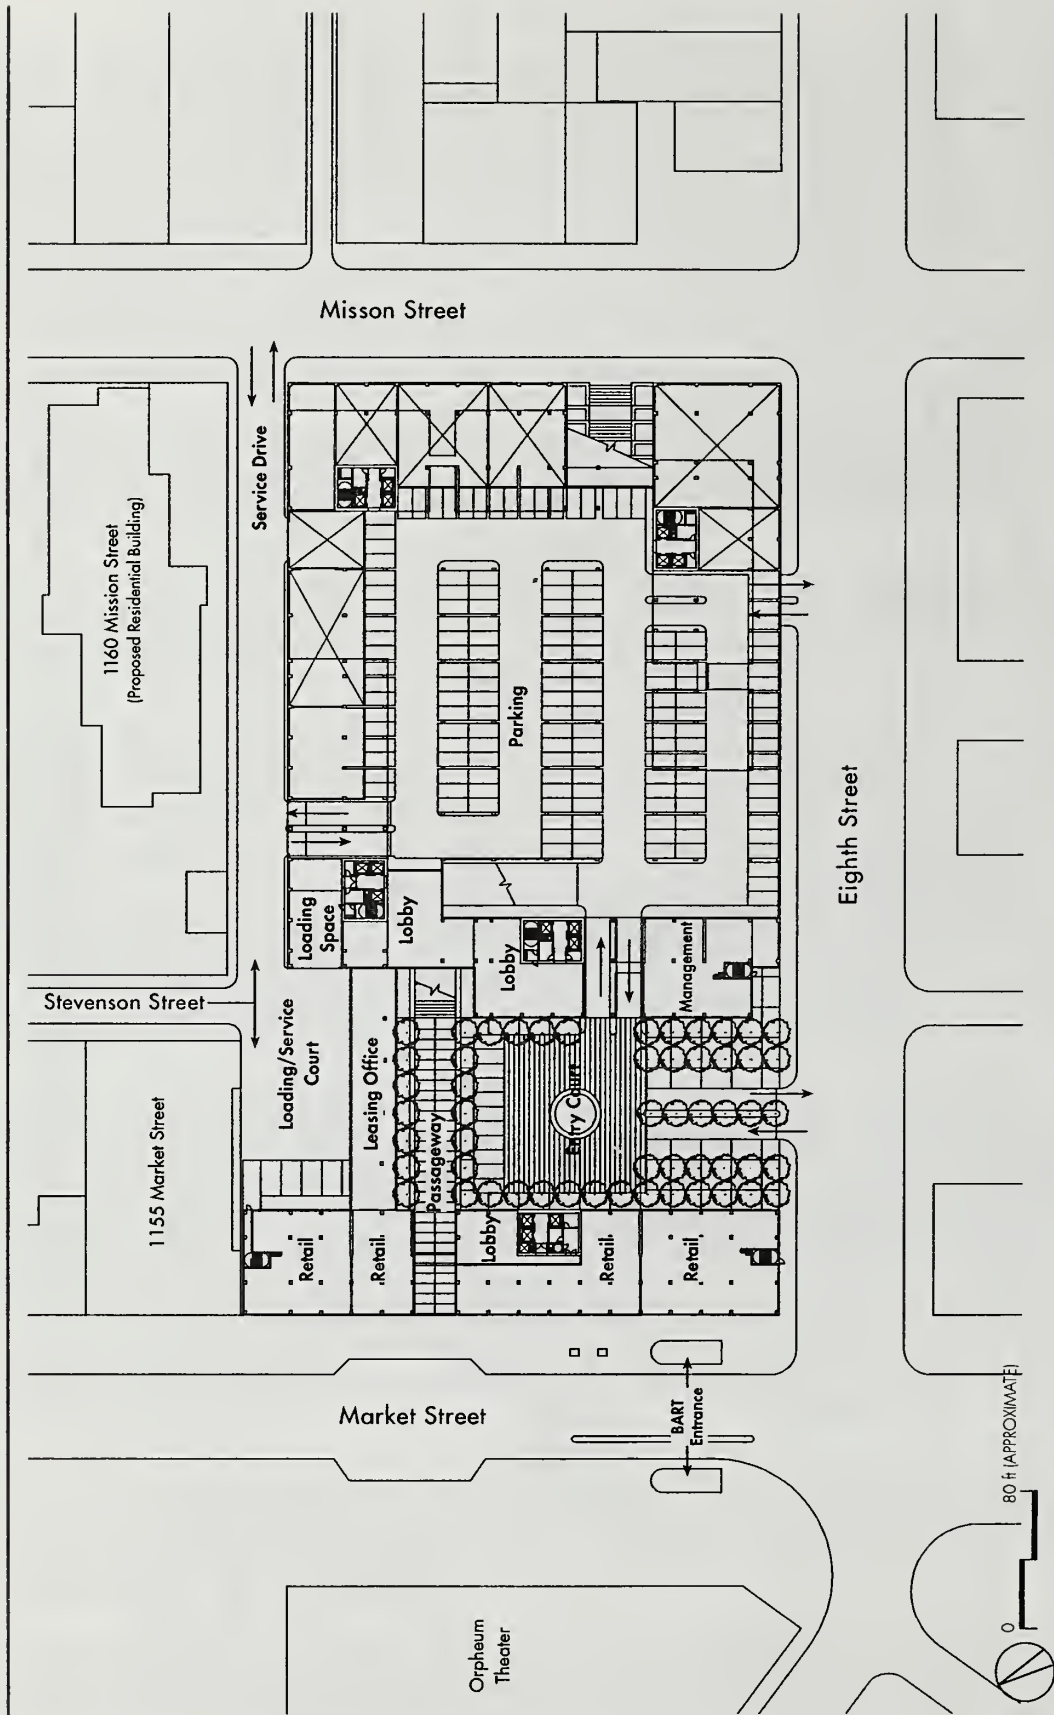 Misson Street
Service Drive
1160 Mission Street
(Proposed Residential Building)
Parking
Eighth Street
Loading
Space
Lobby
Lobby
Management
Stevenson Street
Loading/Service
Court
Leasing Office
Passageway
Entry Court
1155 Market Street
Retail
Retail
Lobby
Retail
Retail
Market Street
BART
Entrance
Orpheum
Theater
0
80 ft (APPROXIMATE)